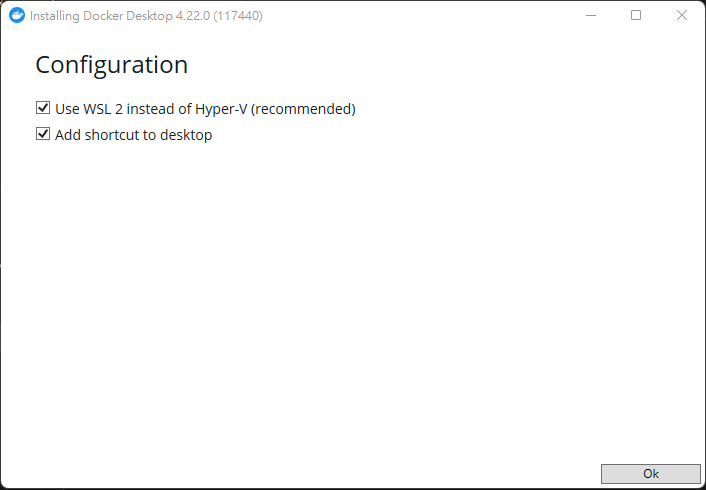 Installing Docker Desktop 4.22.0 (117440)
Configuration
Use WSL 2 instead of Hyper-V (recommended)
Add shortcut to desktop
Ok